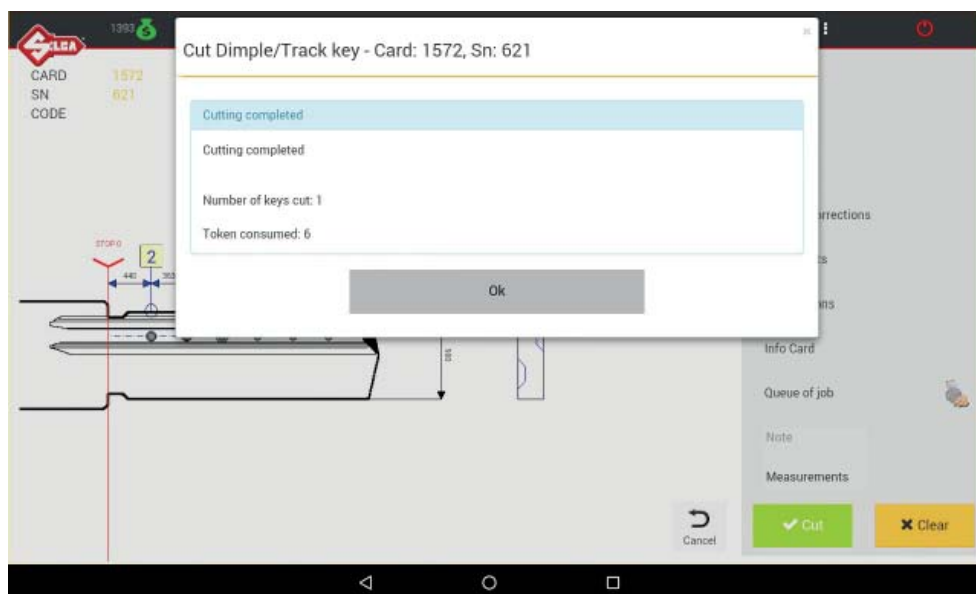 SILCA
1393
CARD 1572
SN 621
CODE
Cut Dimple/Track key - Card: 1572, Sn: 621
Cutting completed
Cutting completed
Number of keys cut: 1
Token consumed: 6
Ok
STOP 0
2
440
Info Card
Queue of job
Note
Measurements
Cancel
Cut
Clear